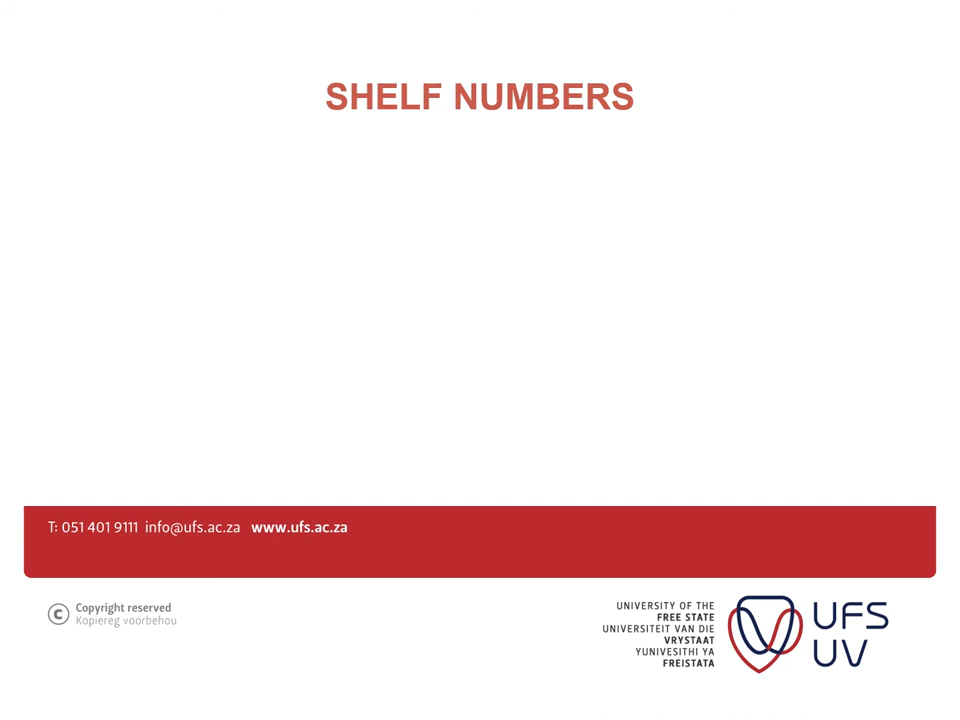 SHELF NUMBERS
T: 051 401 9111 info@ufs.ac.za www.ufs.ac.za
© Copyright reserved
Kopiereg voorbehou
UNIVERSITY OF THE
FREE STATE
UNIVERSITEIT VAN DIE
VRYSTAAT
YUNIVESITHI YA
FREISTATA
UFS
UV